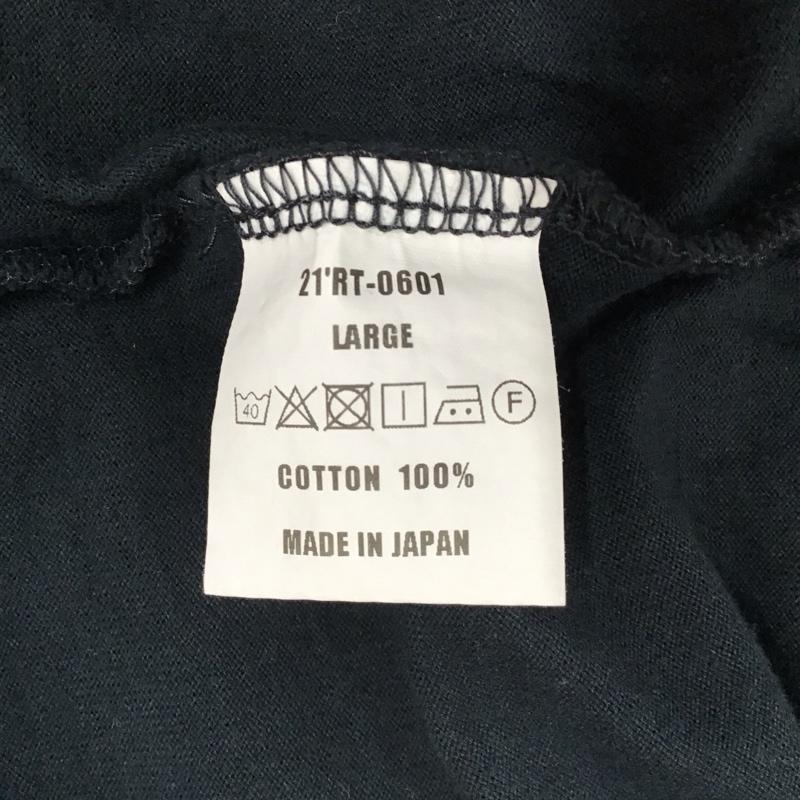 21'RT-0601
LARGE
40 F
COTTON 100%
MADE IN JAPAN